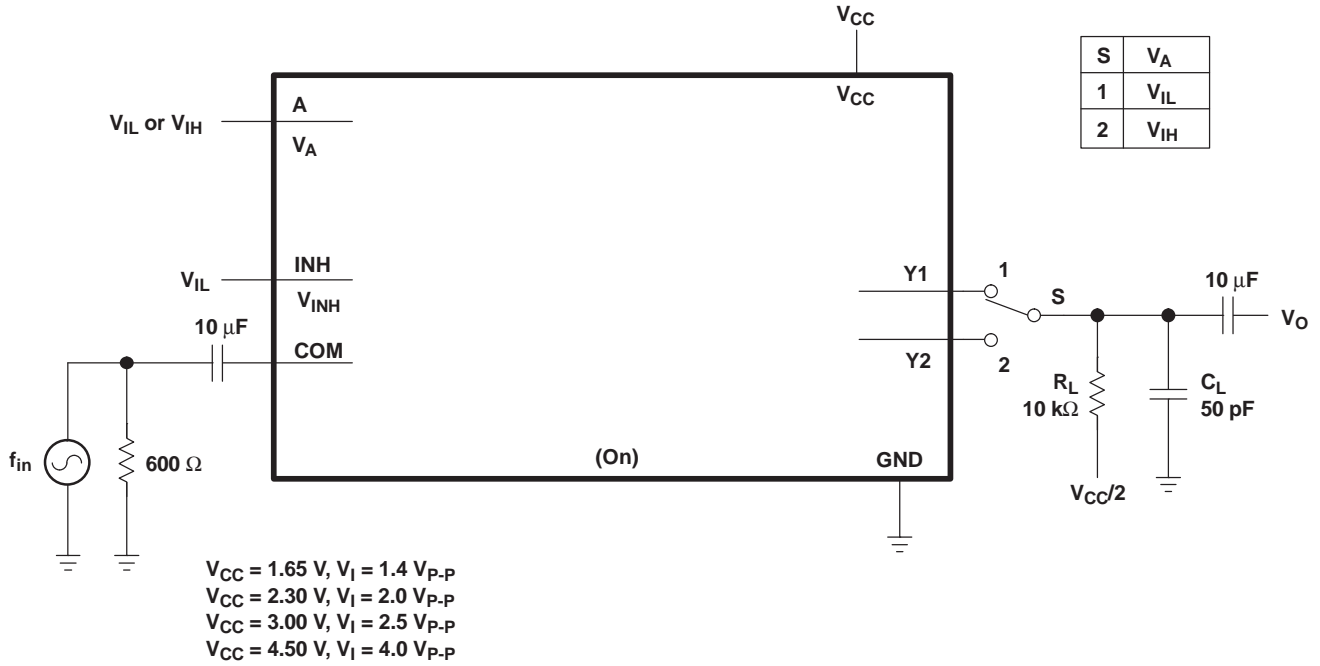 VCC
S VA
1 VIL
2 VIH
VCC
A
VIL or VIH
VA
INH
VIL
VINH
10 μF
COM
Y1
1
S
10 μF
VO
Y2
2
RL
10 kΩ
CL
50 pF
fin
600 Ω
(On)
GND
VCC/2
VCC = 1.65 V, VI = 1.4 VP-P
VCC = 2.30 V, VI = 2.0 VP-P
VCC = 3.00 V, VI = 2.5 VP-P
VCC = 4.50 V, VI = 4.0 VP-P